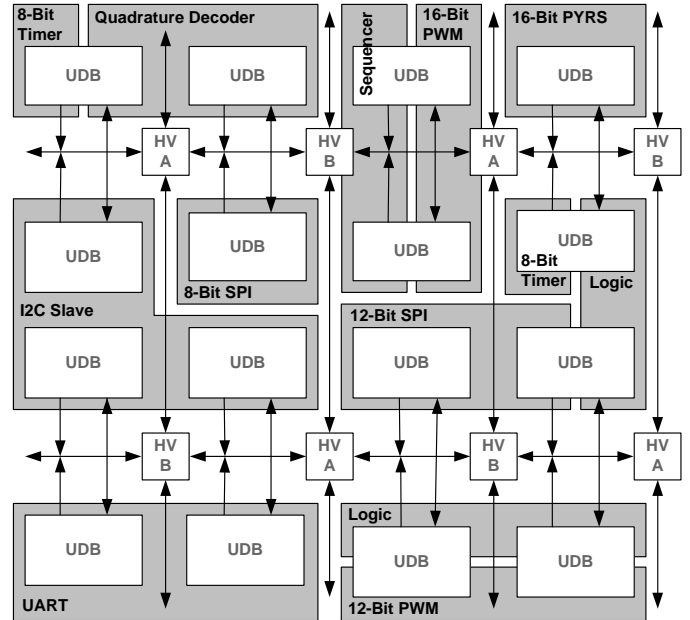 8-Bit
Timer
Quadrature Decoder
Sequencer
16-Bit
PWM
16-Bit PYRS
UDB
UDB
UDB
UDB
HV
A
HV
B
HV
A
HV
B
UDB
UDB
UDB
UDB
8-Bit SPI
8-Bit
Timer
Logic
I2C Slave
12-Bit SPI
UDB
UDB
UDB
UDB
HV
B
HV
A
HV
B
HV
A
Logic
UDB
UDB
UDB
UDB
UART
12-Bit PWM